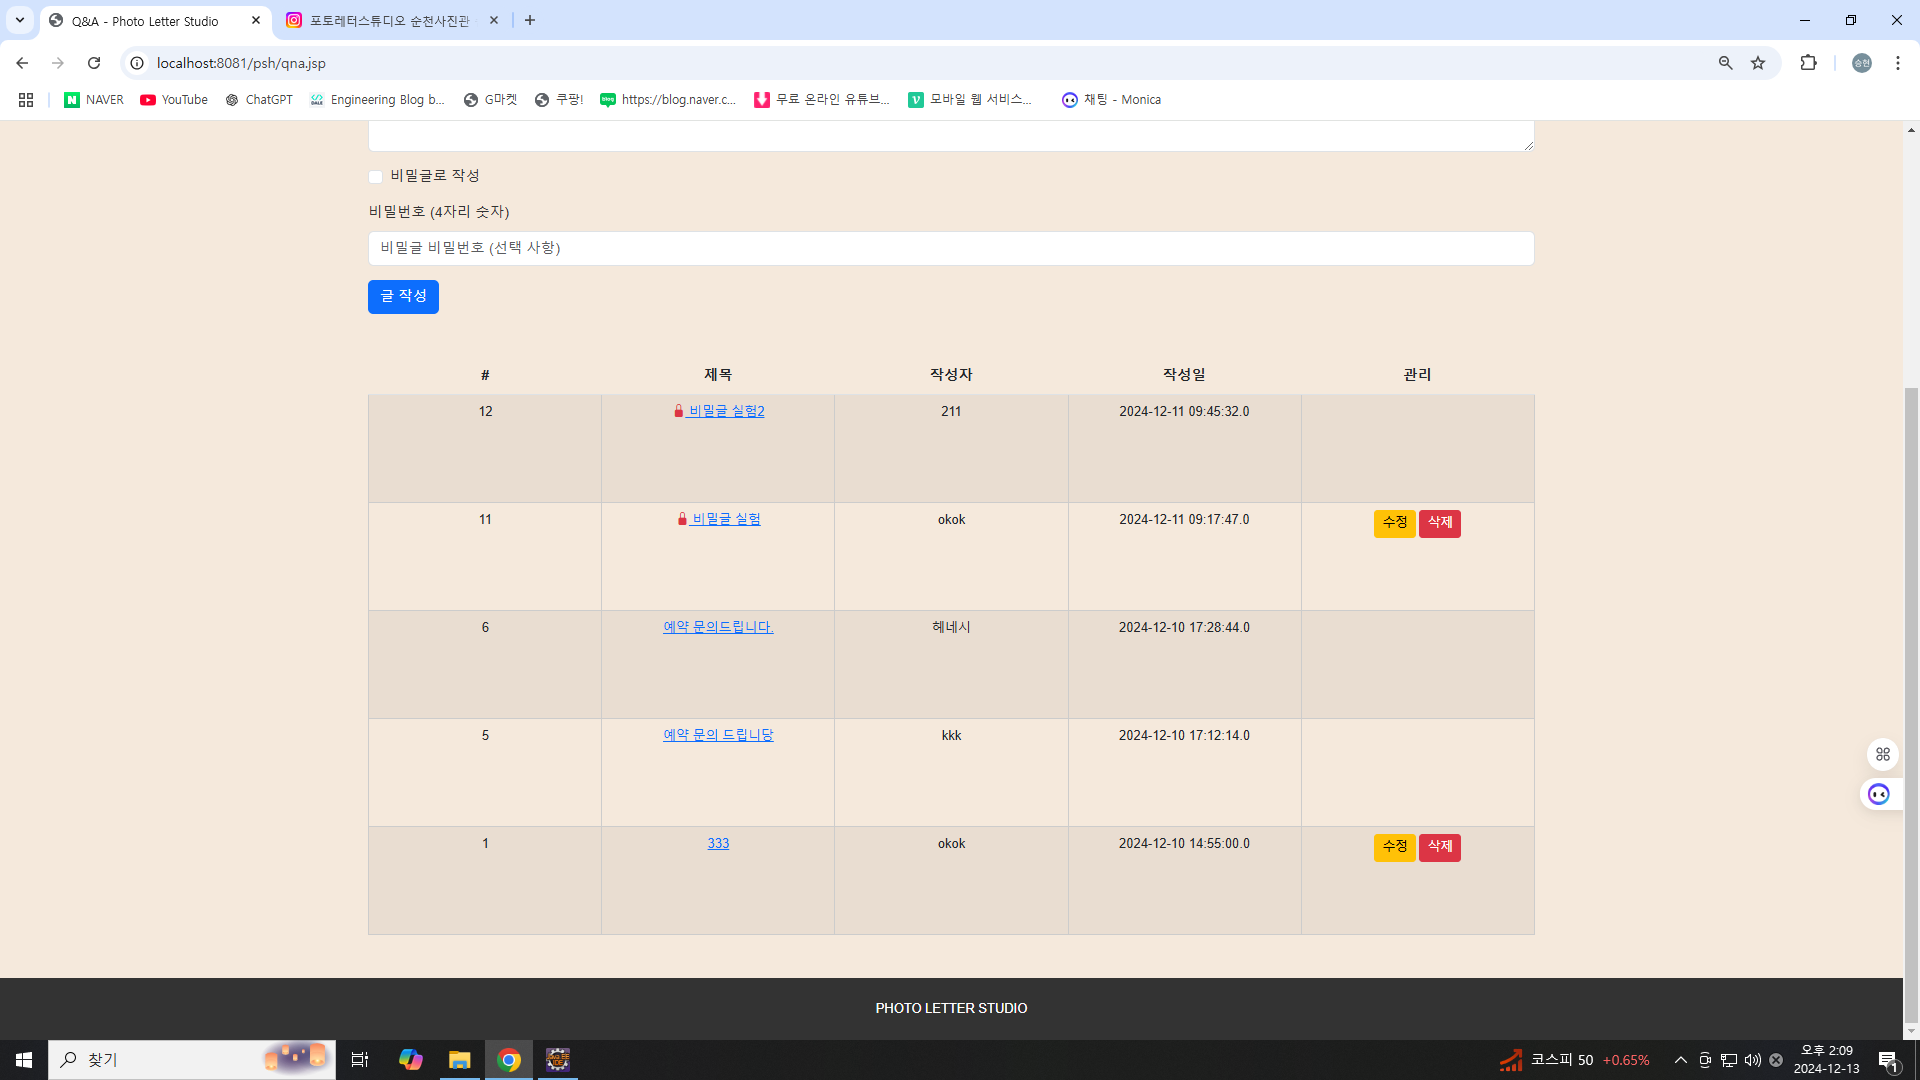 Q&A - Photo Letter Studio
포토레터스튜디오 순천사진관
localhost:8081/psh/qna.jsp
승현
NAVER
YouTube
ChatGPT
Engineering Blog b...
G마켓
쿠팡!
https://blog.naver.c...
무료 온라인 유튜브...
모바일 웹 서비스...
채팅 - Monica
비밀글로 작성
비밀번호 (4자리 숫자)
비밀글 비밀번호 (선택 사항)
글 작성
# 제목 작성자 작성일 관리
12 비말글 실험2 211 2024-12-11 09:45:32.0
11 비밀글 실험 okok 2024-12-11 09:17:47.0 수정 삭제
6 예약 문의드립니다. 헤네시 2024-12-10 17:28:44.0
5 예약 문의 드립니당 kkk 2024-12-10 17:12:14.0
1 333 okok 2024-12-10 14:55:00.0 수정 삭제
PHOTO LETTER STUDIO
찾기
코스피 50 +0.65%
오후 2:09
2024-12-13
1